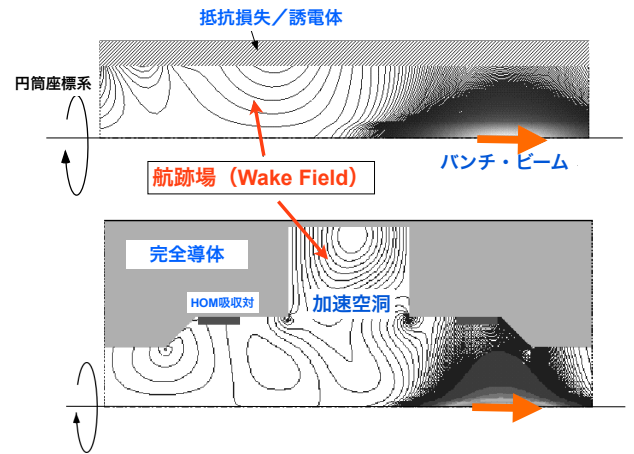 抵抗損失／誘電体
円筒座標系
バンチ・ビーム
航跡場（Wake Field）
完全導体
HOM吸収対
加速空洞